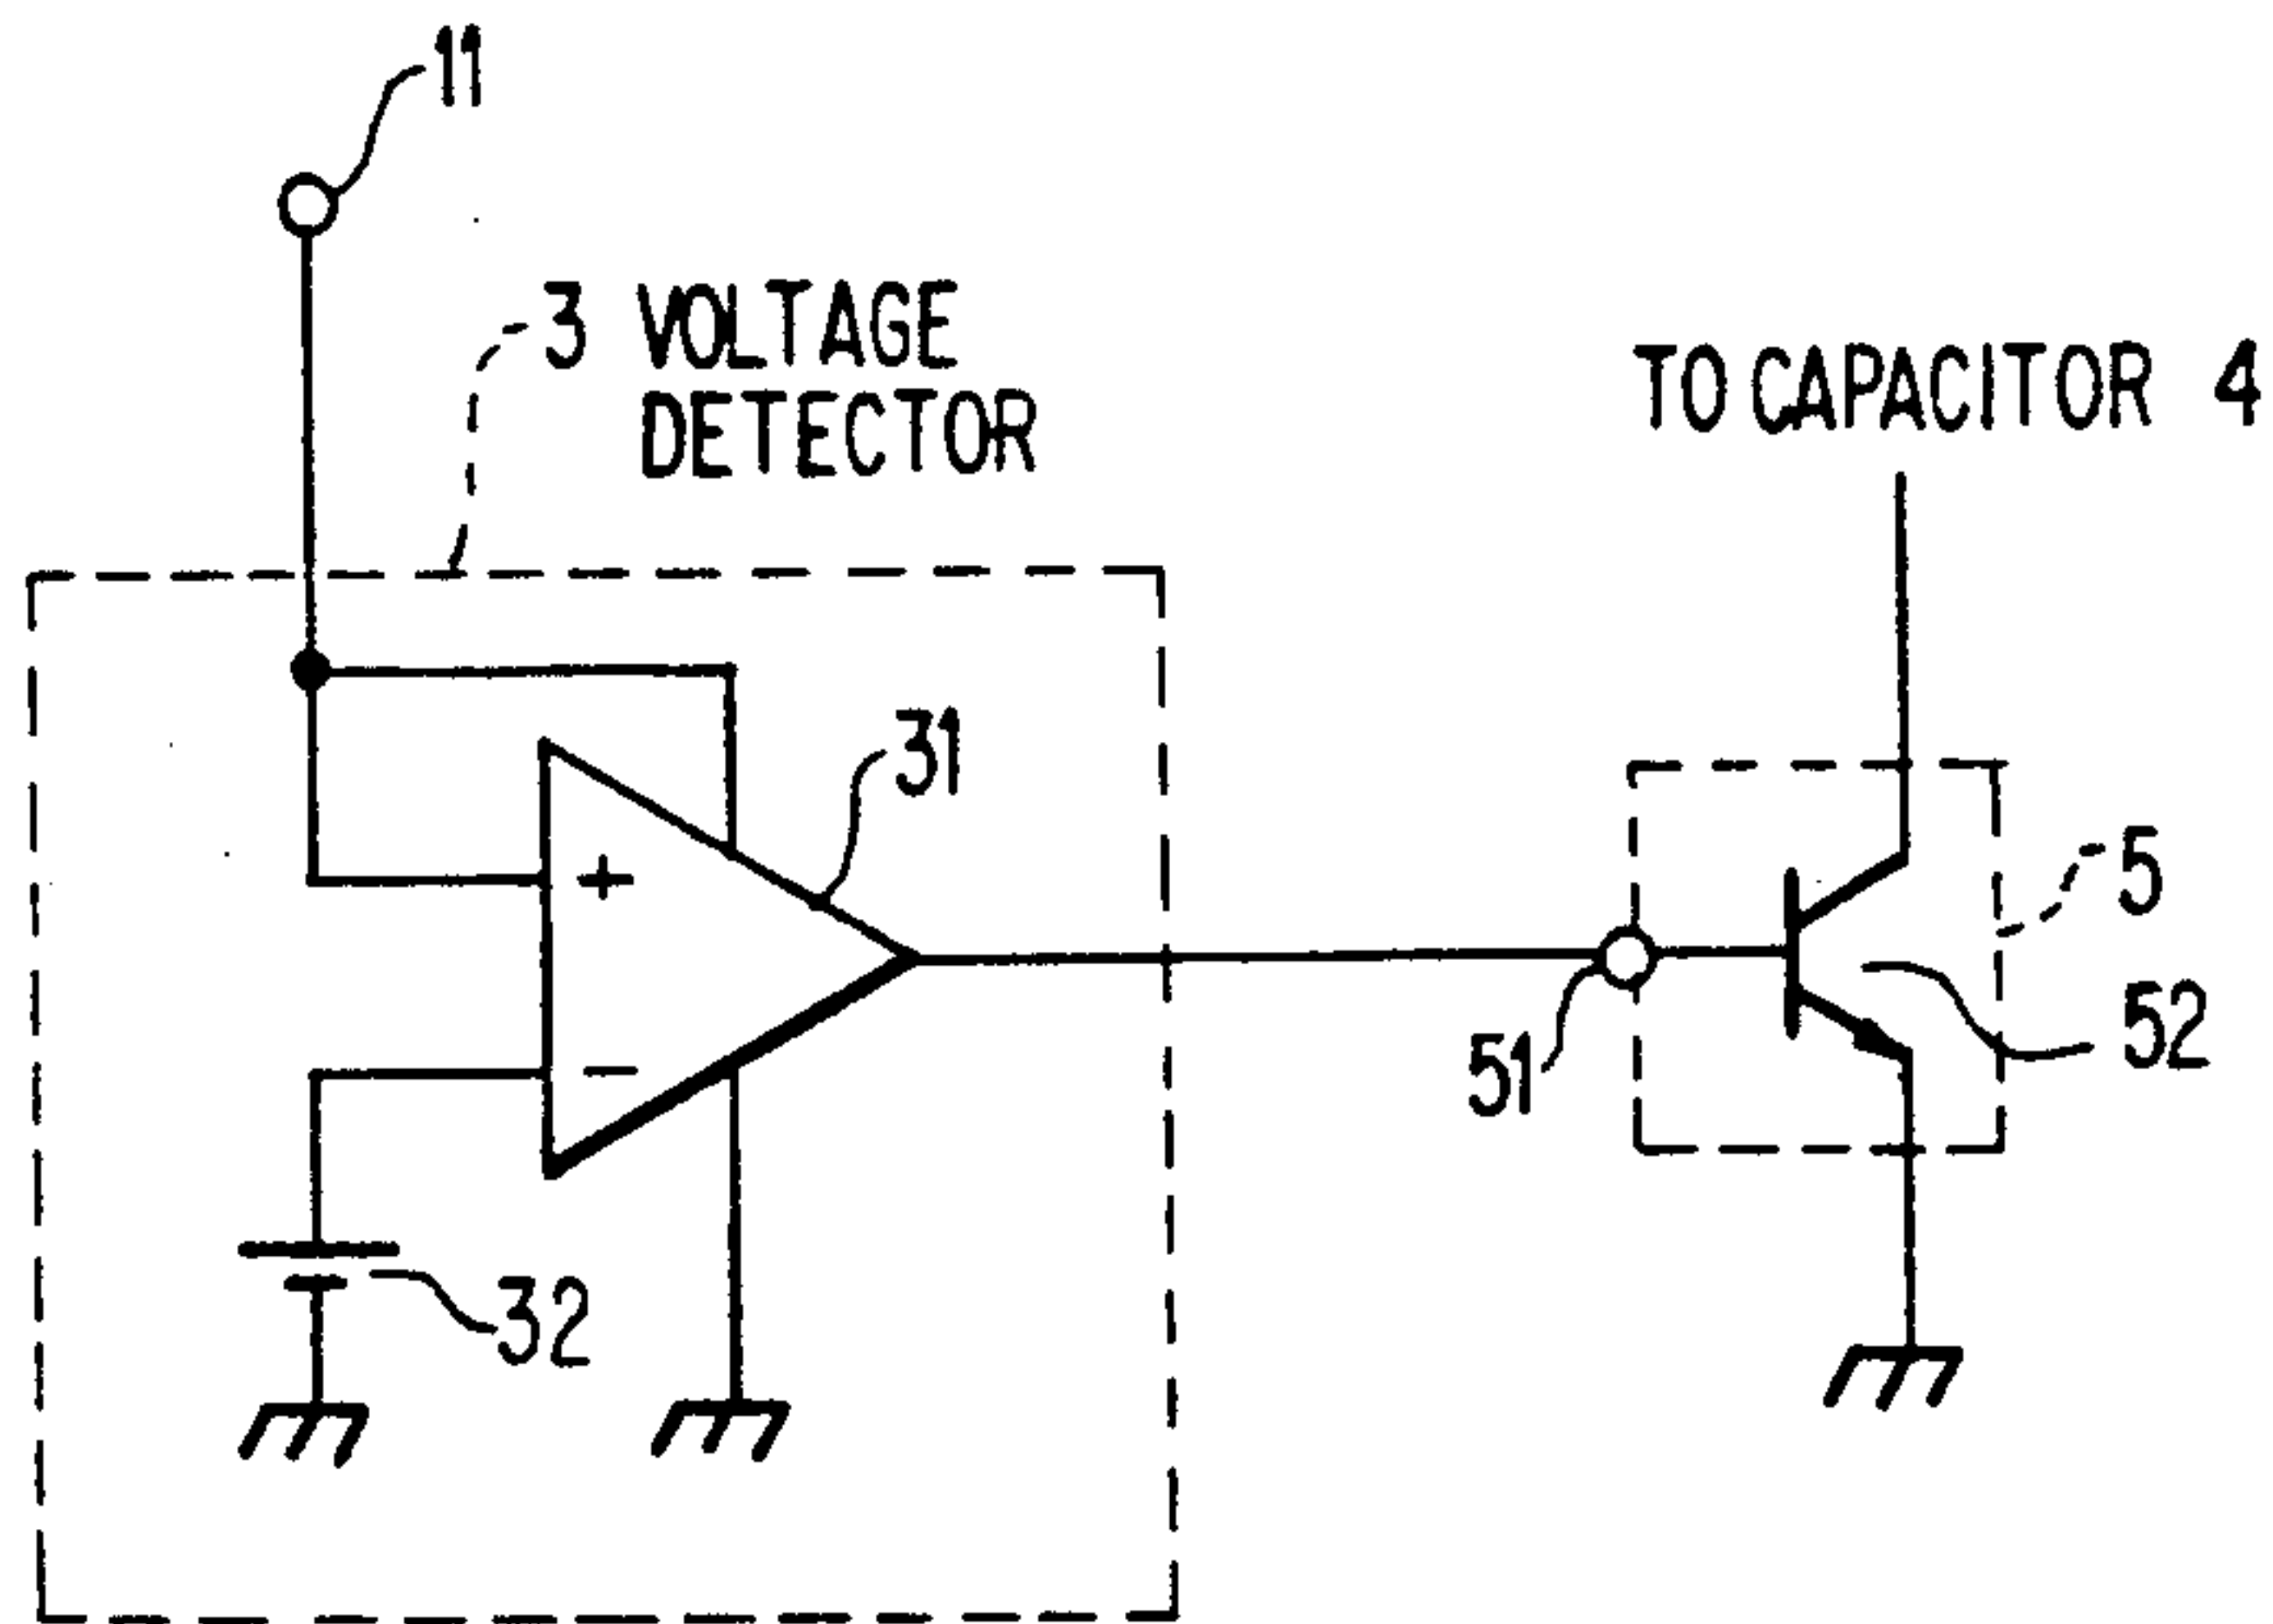 11
3 VOLTAGE
DETECTOR
TO CAPACITOR 4
31
+
5
52
51
−
32